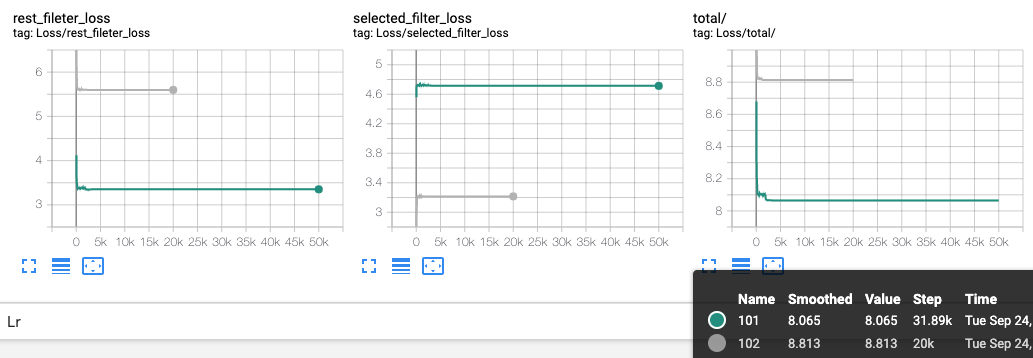 rest_fileter_loss
tag: Loss/rest_fileter_loss
6
5
4
3
0 5k 10k 15k 20k 25k 30k 35k 40k 45k 50k
selected_filter_loss
tag: Loss/selected_filter_loss
5
4.6
4.2
3.8
3.4
3
0 5k 10k 15k 20k 25k 30k 35k 40k 45k 50k
total/
tag: Loss/total/
8.8
8.6
8.4
8.2
8
0 5k 10k 15k 20k 25k 30k 35k 40k 45k 50k
Lr
Name Smoothed Value Step Time
101 8.065 8.065 31.89k Tue Sep 24,
102 8.813 8.813 20k Tue Sep 24,